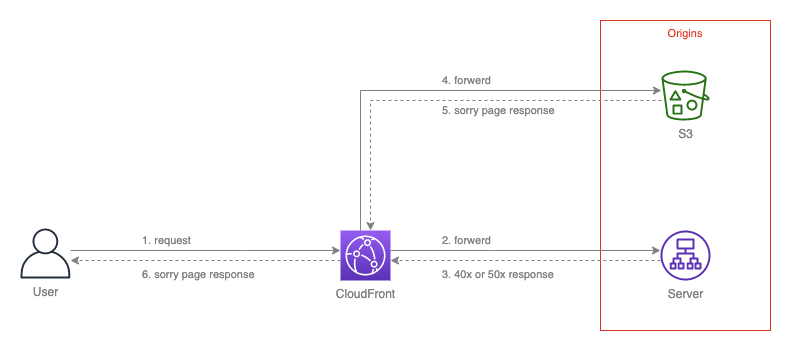 Origins
4. forwerd
5. sorry page response
S3
1. request
2. forwerd
6. sorry page response
3. 40x or 50x response
User
CloudFront
Server